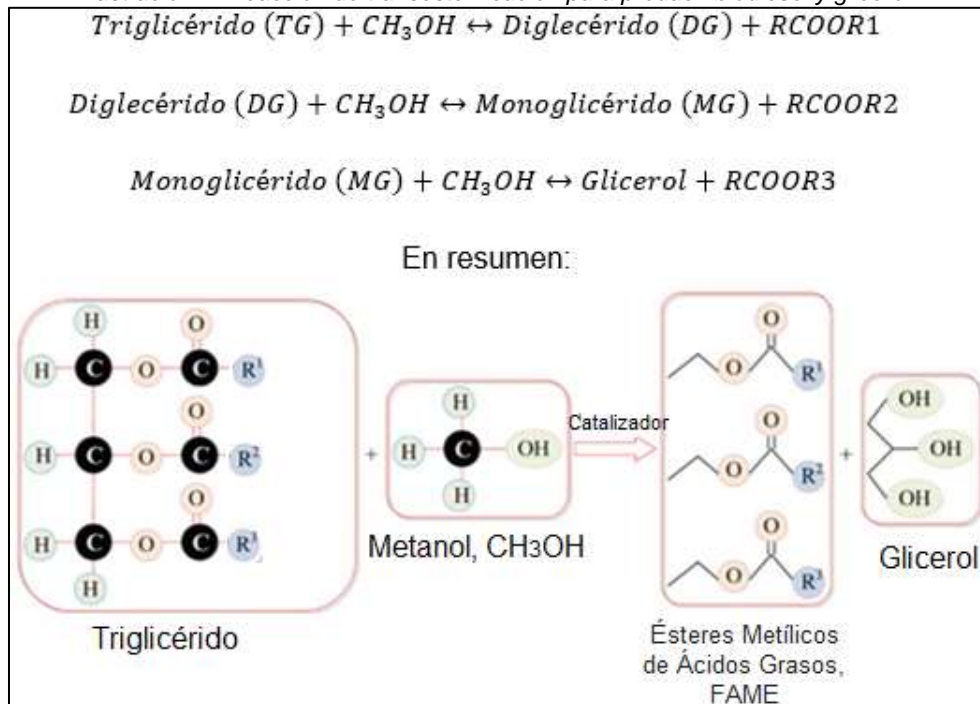 Triglicérido (TG) + CH₃OH ↔ Diglecérido (DG) + RCOOR1
Diglecérido (DG) + CH₃OH ↔ Monoglicérido (MG) + RCOOR2
Monoglicérido (MG) + CH₃OH ↔ Glicerol + RCOOR3
En resumen:
H O
H C O C R¹
O
H C O C R²
O
H C O C R³
H
Triglicérido
+
H
H C OH
H
Metanol, CH3OH
Catalizador
O
O R¹
O
O R²
O
O R³
Ésteres Metílicos
de Ácidos Grasos,
FAME
+
OH
OH
OH
Glicerol